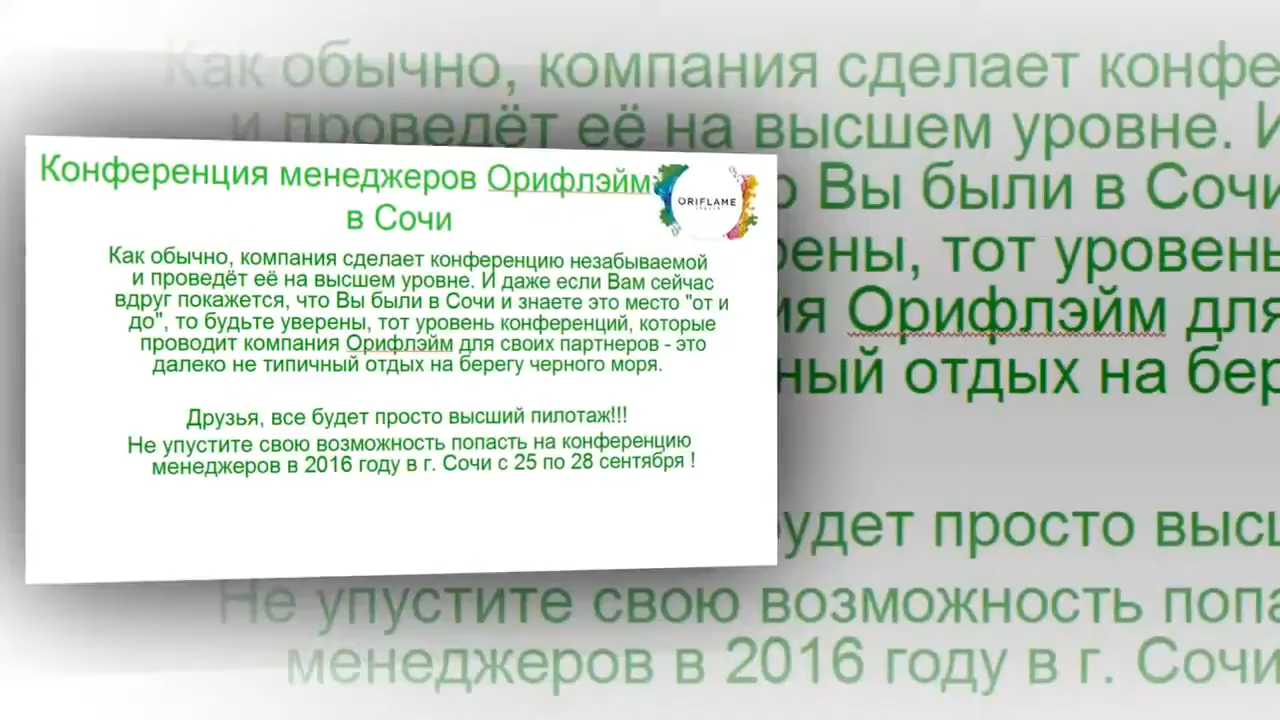 Конференция менеджеров Орифлэйм
в Сочи
ORIFLAME
Как обычно, компания сделает конференцию незабываемой
и проведёт её на высшем уровне. И даже если Вам сейчас
вдруг покажется, что Вы были в Сочи и знаете это место "от и
до", то будьте уверены, тот уровень конференций, которые
проводит компания Орифлэйм для своих партнеров - это
далеко не типичный отдых на берегу черного моря.
Друзья, все будет просто высший пилотаж!!!
Не упустите свою возможность попасть на конференцию
менеджеров в 2016 году в г. Сочи с 25 по 28 сентября !
Как обычно, компания сделает конфе
и проведёт её на высшем уровне. И
о Вы были в Сочи
рены, тот уровень
ия Орифлэйм для
ный отдых на бер
удет просто высш
Не упустите свою возможность попа
менеджеров в 2016 году в г. Сочи